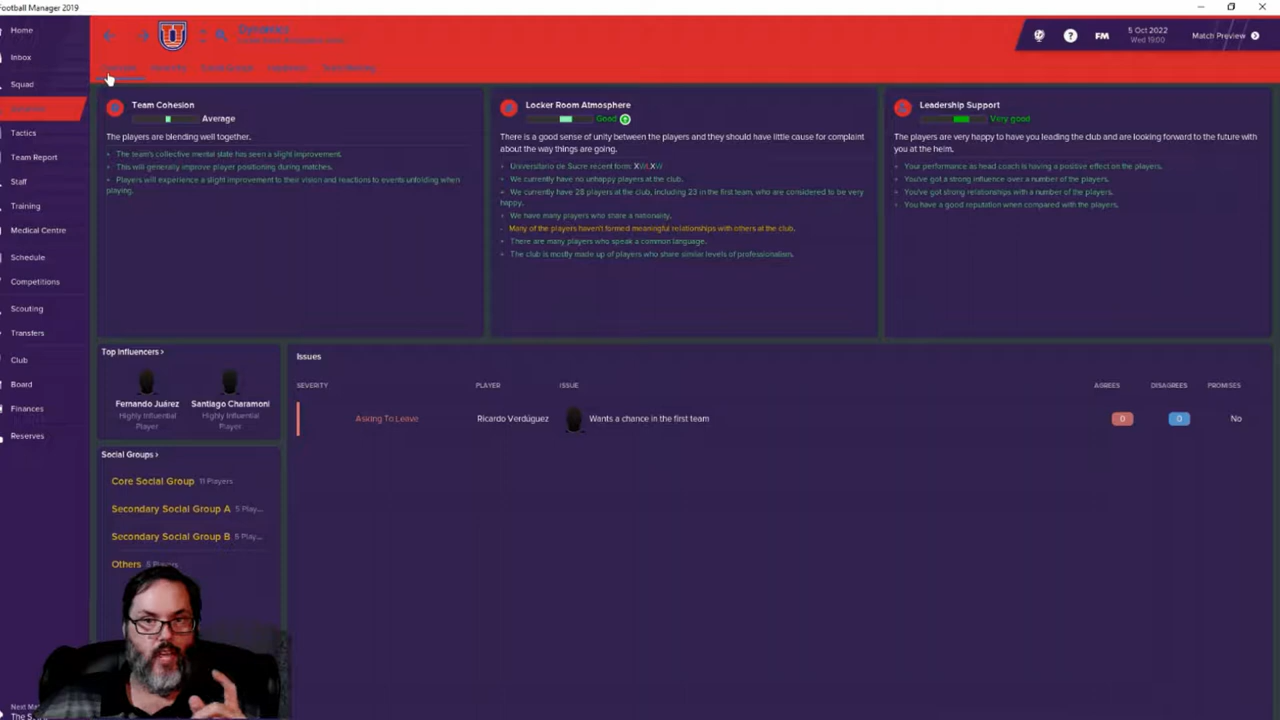 Football Manager 2019
Home
Inbox
Squad
Tactics
Team Report
Staff
Training
Medical Centre
Schedule
Competitions
Scouting
Transfers
Club
Board
Finances
Reserves
Dynamics
FM
5 Oct 2022
Wed 19:00
Match Preview
Team Cohesion
Average
The players are blending well together.
+ The team's collective mental state has seen a slight improvement.
+ This will generally improve player positioning during matches.
+ Players will experience a slight improvement to their vision and reactions to events unfolding when
playing.
Locker Room Atmosphere
Good
There is a good sense of unity between the players and they should have little cause for complaint
about the way things are going.
+ Universitario de Sucre recent form:
+ We currently have no unhappy players at the club.
+ We currently have 28 players at the club, including 23 in the first team, who are considered to be very
happy.
+ We have many players who share a nationality.
- Many of the players haven't formed meaningful relationships with others at the club.
+ There are many players who speak a common language.
+ The club is mostly made up of players who share similar levels of professionalism.
Leadership Support
Very good
The players are very happy to have you leading the club and are looking forward to the future with
you at the helm.
+ Your performance as head coach is having a positive effect on the players.
+ You've got a strong influence over a number of the players.
+ You've got strong relationships with a number of the players.
+ You have a good reputation when compared with the players.
Top Influencers >
Fernando Juárez
Highly Influential
Player
Santiago Charamoni
Highly Influential
Player
Social Groups >
Core Social Group 11 Players
Secondary Social Group A 5 Play...
Secondary Social Group B 5 Play...
Others 5 Players
Issues
SEVERITY PLAYER ISSUE AGREES DISAGREES PROMISES
Asking To Leave Ricardo Verdúguez Wants a chance in the first team 0 0 No